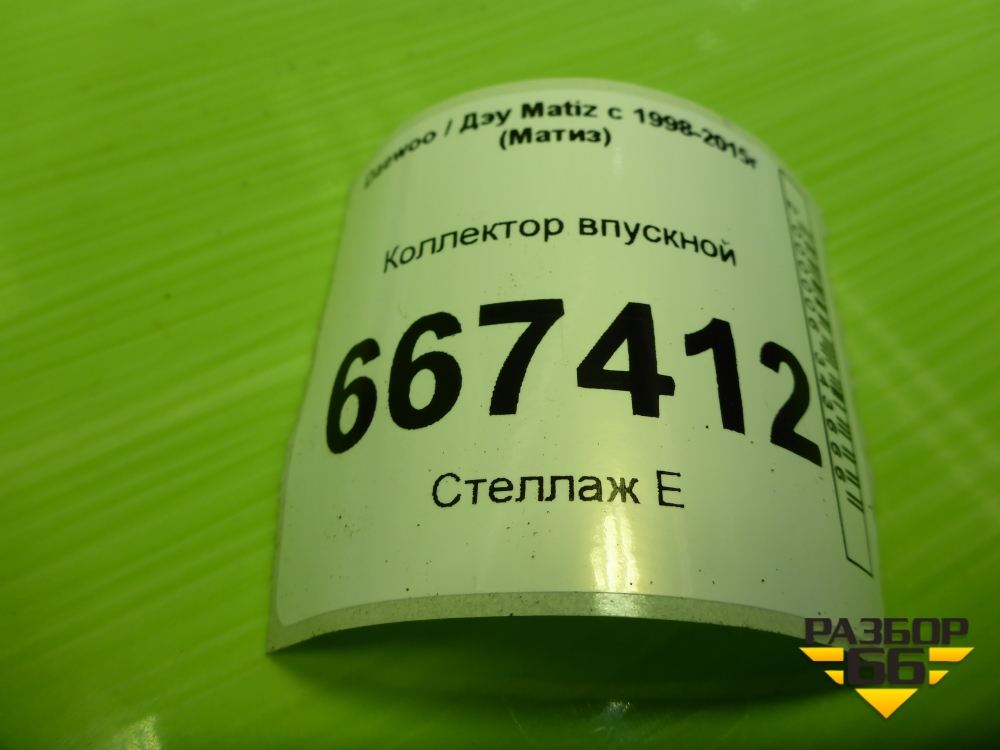 Daewoo / Дэу Matiz с 1998-2015г
(Матиз)
Коллектор впускной
667412
Стеллаж Е
РАЗБОР
66